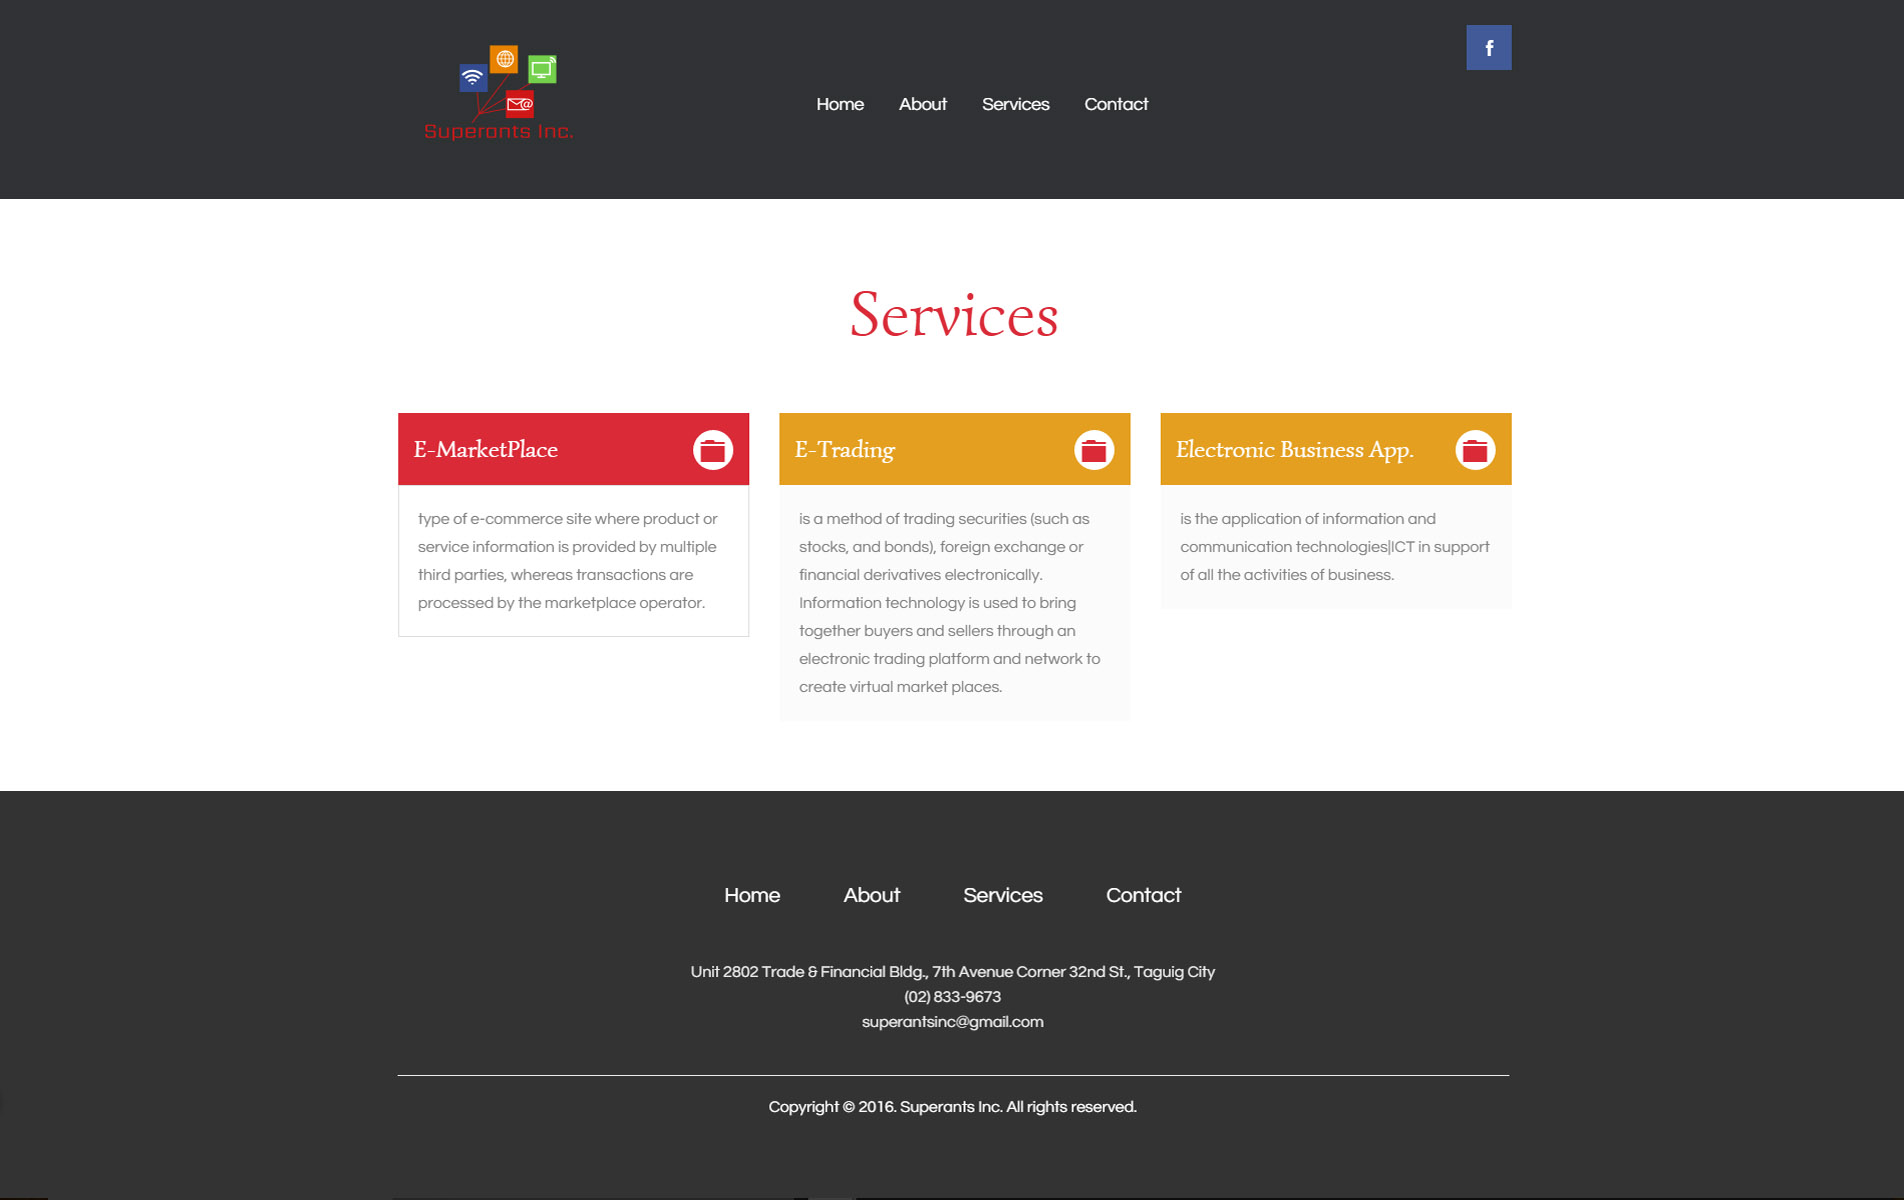 Superants Inc.
Home About Services Contact
f
Services
E-MarketPlace
type of e-commerce site where product or
service information is provided by multiple
third parties, whereas transactions are
processed by the marketplace operator.
E-Trading
is a method of trading securities (such as
stocks, and bonds), foreign exchange or
financial derivatives electronically.
Information technology is used to bring
together buyers and sellers through an
electronic trading platform and network to
create virtual market places.
Electronic Business App.
is the application of information and
communication technologies|ICT in support
of all the activities of business.
Home About Services Contact
Unit 2802 Trade & Financial Bldg., 7th Avenue Corner 32nd St., Taguig City
(02) 833-9673
superantsinc@gmail.com
Copyright © 2016. Superants Inc. All rights reserved.